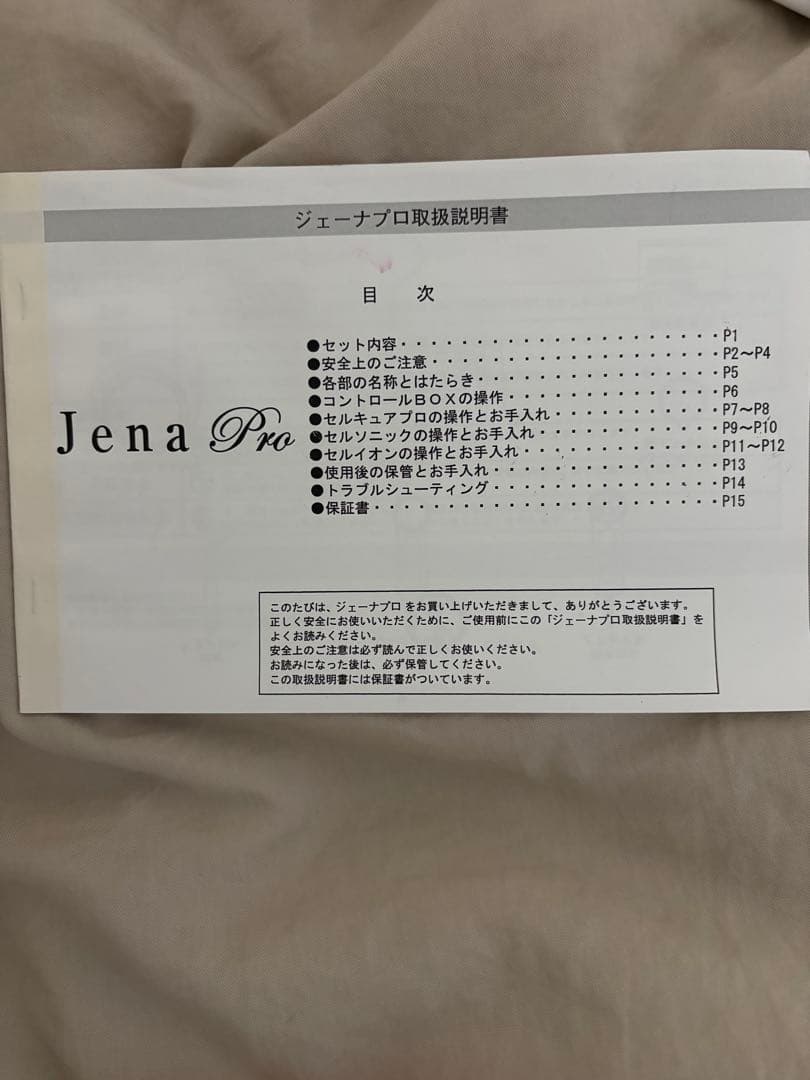 ジェーナプロ取扱説明書
目　次
●セット内容・・・・・・・・・・・・・・・・・・・・・P1
●安全上のご注意・・・・・・・・・・・・・・・・・・・P2～P4
●各部の名称とはたらき・・・・・・・・・・・・・・・・P5
●コントロールＢＯＸの操作・・・・・・・・・・・・・・P6
●セルキュアプロの操作とお手入れ・・・・・・・・・・・P7～P8
●セルソニックの操作とお手入れ・・・・・・・・・・・・P9～P10
●セルイオンの操作とお手入れ・・・・・・・・・・・・・P11～P12
●使用後の保管とお手入れ・・・・・・・・・・・・・・・P13
●トラブルシューティング・・・・・・・・・・・・・・・P14
●保証書・・・・・・・・・・・・・・・・・・・・・・・P15
Jena Pro
このたびは、ジェーナプロ をお買い上げいただきまして、ありがとうございます。
正しく安全にお使いいただくために、ご使用前にこの「ジェーナプロ取扱説明書」を
よくお読みください。
安全上のご注意は必ず読んで正しくお使いください。
お読みになった後は、必ず保管してください。
この取扱説明書には保証書がついています。